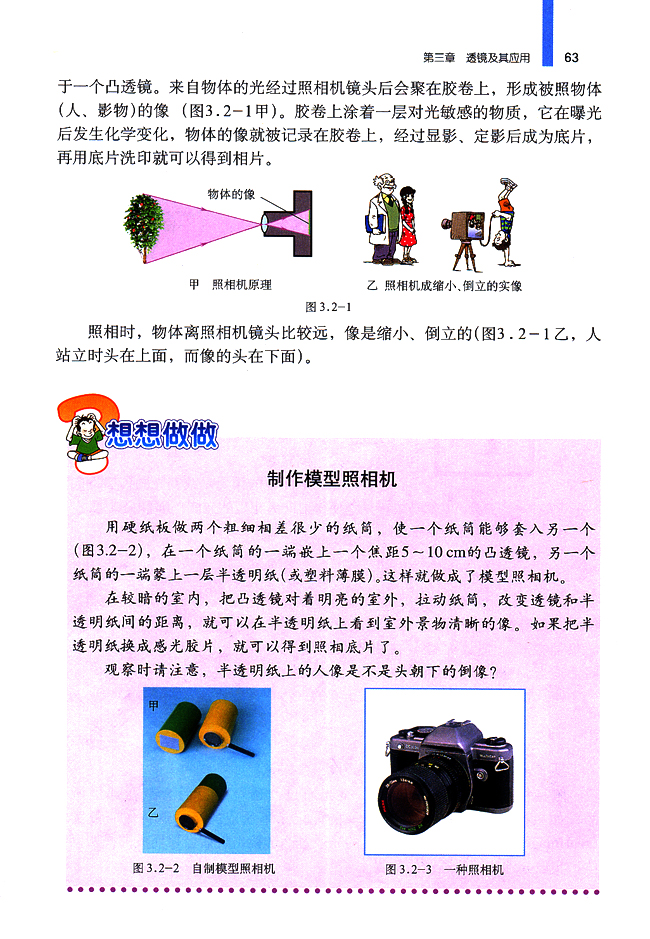 第三章 透镜及其应用 63
于一个凸透镜。来自物体的光经过照相机镜头后会聚在胶卷上，形成被照物体
(人、影物)的像 (图3.2-1甲)。胶卷上涂着一层对光敏感的物质，它在曝光
后发生化学变化，物体的像就被记录在胶卷上，经过显影、定影后成为底片，
再用底片洗印就可以得到相片。
物体的像
甲 照相机原理
乙 照相机成缩小、倒立的实像
图3.2-1
照相时，物体离照相机镜头比较远，像是缩小、倒立的(图3.2-1乙，人
站立时头在上面，而像的头在下面)。
想想做做
制作模型照相机
用硬纸板做两个粗细相差很少的纸筒，使一个纸筒能够套入另一个
(图3.2-2)，在一个纸筒的一端嵌上一个焦距5～10 cm的凸透镜，另一个
纸筒的一端蒙上一层半透明纸(或塑料薄膜)。这样就做成了模型照相机。
在较暗的室内，把凸透镜对着明亮的室外，拉动纸筒，改变透镜和半
透明纸间的距离，就可以在半透明纸上看到室外景物清晰的像。如果把半
透明纸换成感光胶片，就可以得到照相底片了。
观察时请注意，半透明纸上的人像是不是头朝下的倒像?
甲
乙
图3.2-2 自制模型照相机
图3.2-3 一种照相机